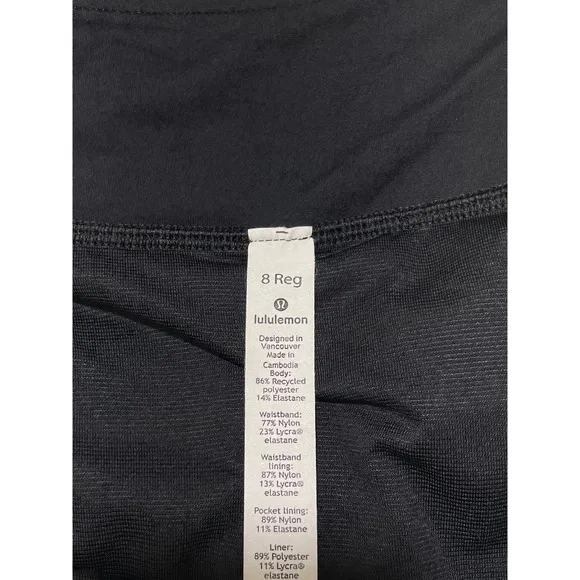 8 Reg
lululemon
Designed in
Vancouver
Made in
Cambodia
Body:
86% Recycled
polyester
14% Elastane
Waistband:
77% Nylon
23% Lycra®
elastane
Waistband
lining:
87% Nylon
13% Lycra®
elastane
Pocket lining:
89% Nylon
11% Elastane
Liner:
89% Polyester
11% Lycra®
elastane